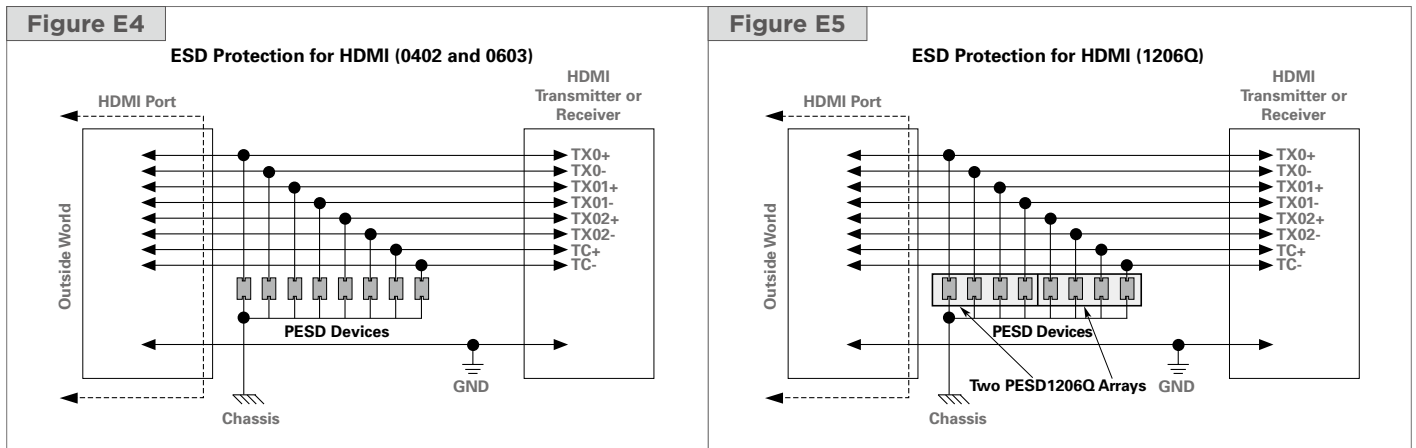 Figure E4
ESD Protection for HDMI (0402 and 0603)
HDMI Port
HDMI
Transmitter or
Receiver
Outside World
TX0+
TX0-
TX01+
TX01-
TX02+
TX02-
TC+
TC-
PESD Devices
GND
Chassis
Figure E5
ESD Protection for HDMI (1206Q)
HDMI Port
HDMI
Transmitter or
Receiver
Outside World
TX0+
TX0-
TX01+
TX01-
TX02+
TX02-
TC+
TC-
PESD Devices
Two PESD1206Q Arrays
GND
Chassis